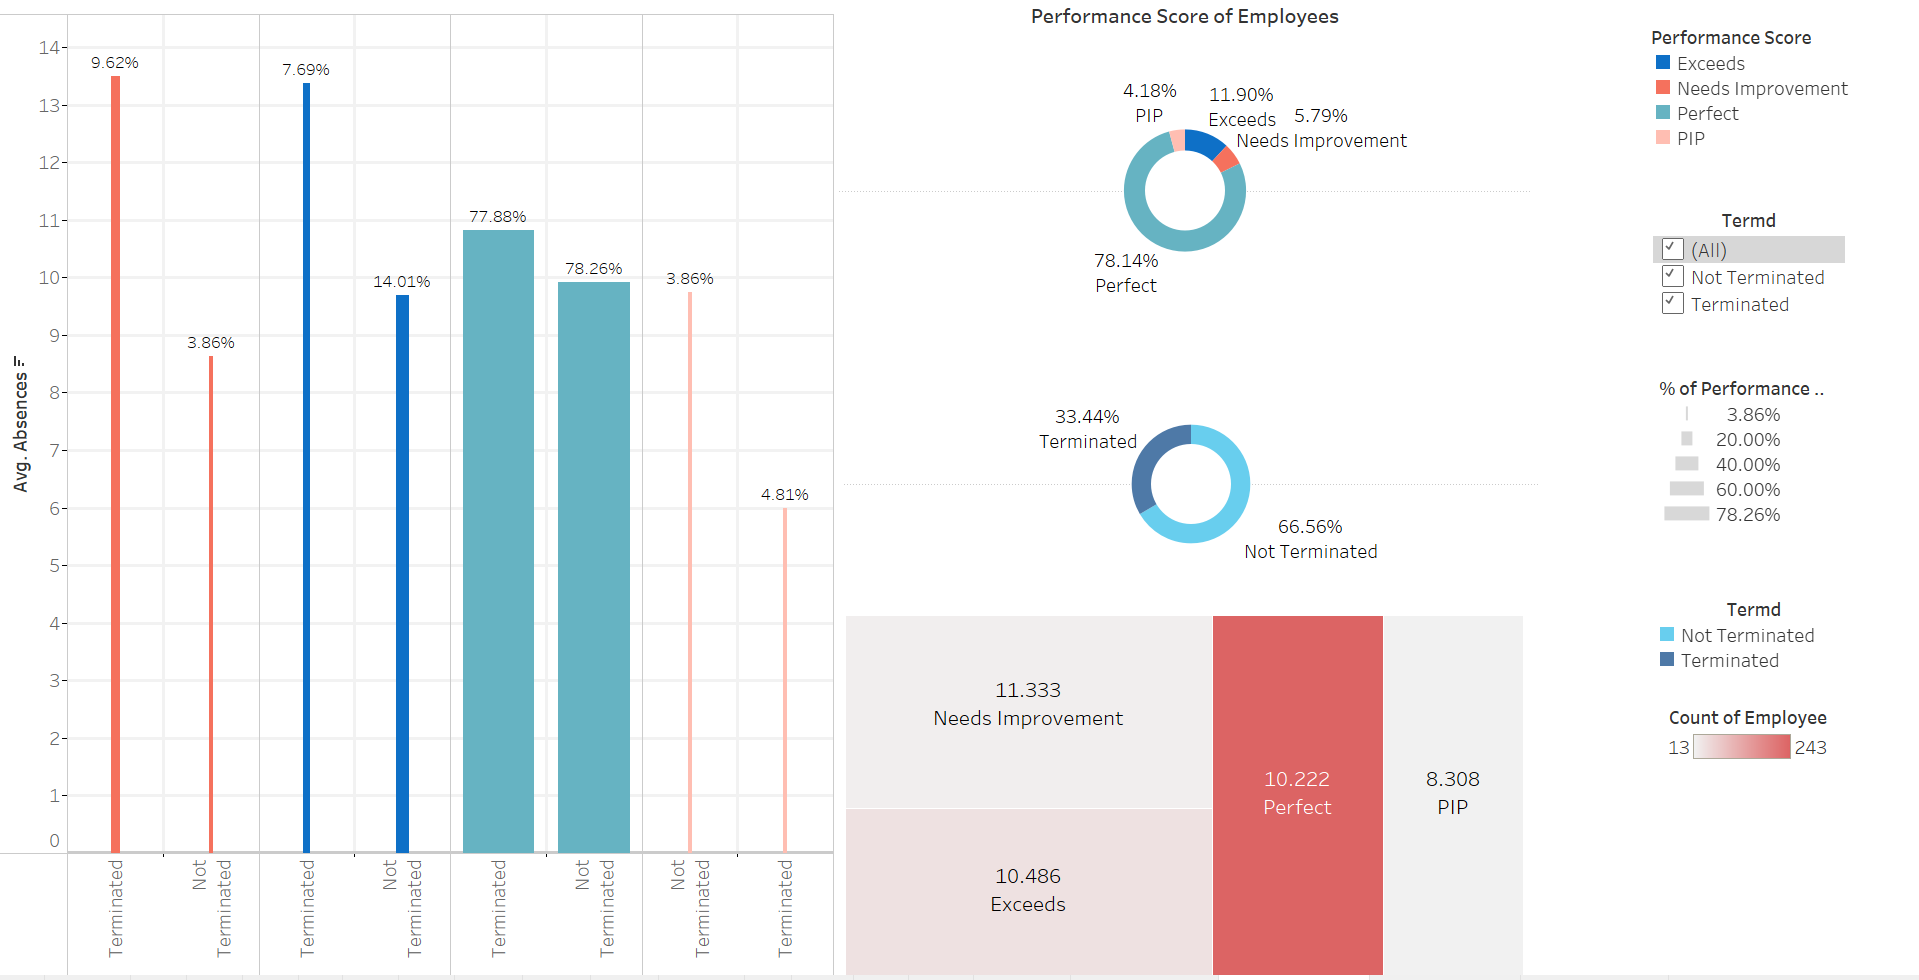 Avg. Absences
14
13
12
11
10
9
8
7
6
5
4
3
2
1
0
9.62%
3.86%
7.69%
14.01%
77.88%
78.26%
3.86%
4.81%
Terminated
Not
Terminated
Terminated
Not
Terminated
Terminated
Not
Terminated
Not
Terminated
Terminated
Performance Score of Employees
4.18%
PIP
11.90%
Exceeds
5.79%
Needs Improvement
78.14%
Perfect
33.44%
Terminated
66.56%
Not Terminated
11.333
Needs Improvement
10.486
Exceeds
10.222
Perfect
8.308
PIP
Performance Score
Exceeds
Needs Improvement
Perfect
PIP
Termd
(All)
Not Terminated
Terminated
% of Performance ..
3.86%
20.00%
40.00%
60.00%
78.26%
Termd
Not Terminated
Terminated
Count of Employee
13 243